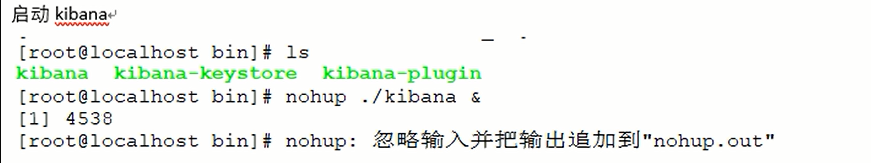 启动 kibana
[root@localhost bin]# ls
kibana  kibana-keystore  kibana-plugin
[root@localhost bin]# nohup ./kibana &
[1] 4538
[root@localhost bin]# nohup: 忽略输入并把输出追加到"nohup.out"